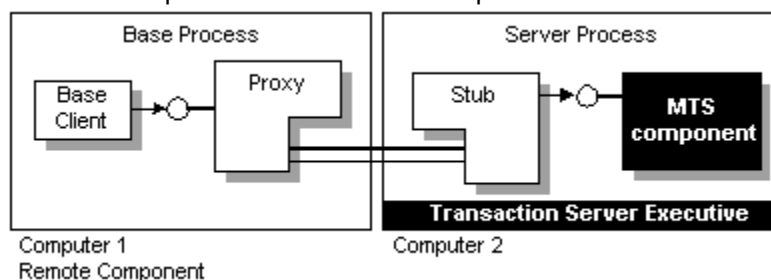 Base Process
Base
Client
Proxy
Server Process
Stub
MTS
component
Transaction Server Executive
Computer 1
Computer 2
Remote Component